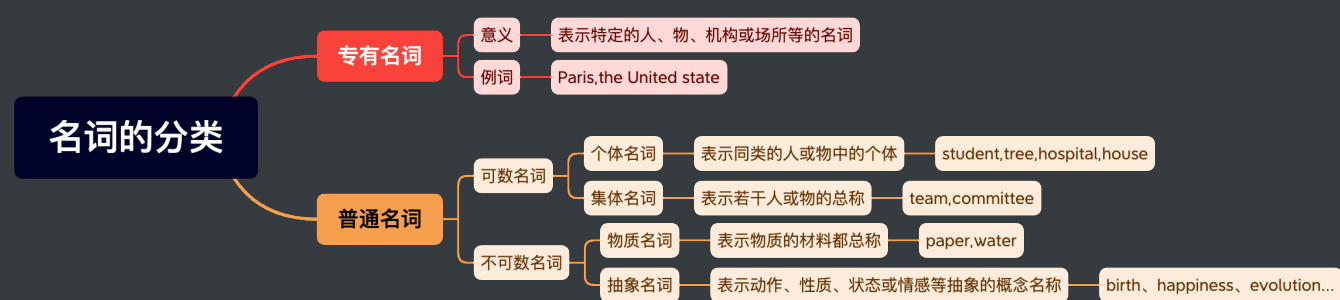 名词的分类
专有名词
意义
表示特定的人、物、机构或场所等的名词
例词
Paris,the United state
普通名词
可数名词
个体名词
表示同类的人或物中的个体
student,tree,hospital,house
集体名词
表示若干人或物的总称
team,committee
不可数名词
物质名词
表示物质的材料都总称
paper,water
抽象名词
表示动作、性质、状态或情感等抽象的概念名称
birth、happiness、evolution...